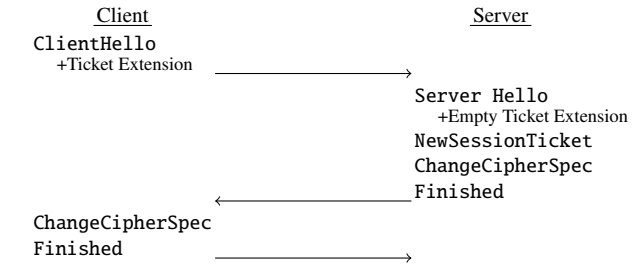 Client Server
ClientHello
+Ticket Extension
Server Hello
+Empty Ticket Extension
NewSessionTicket
ChangeCipherSpec
Finished
ChangeCipherSpec
Finished